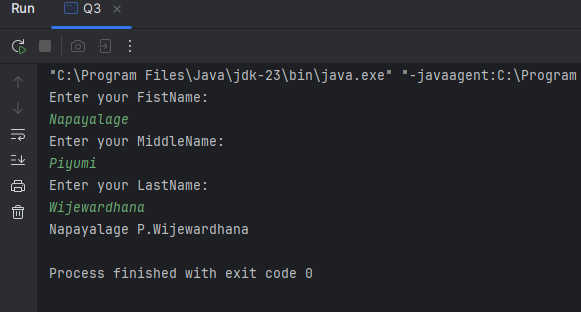 Run
Q3
"C:\Program Files\Java\jdk-23\bin\java.exe" "-javaagent:C:\Program
Enter your FistName:
Napayalage
Enter your MiddleName:
Piyumi
Enter your LastName:
Wijewardhana
Napayalage P.Wijewardhana
Process finished with exit code 0